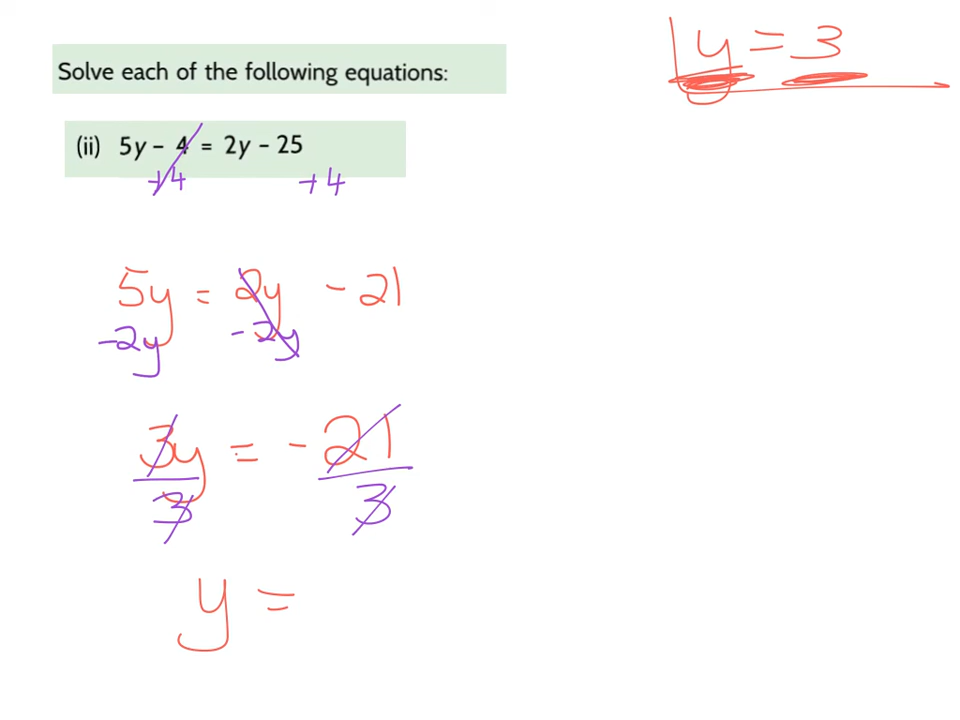 y = 3
Solve each of the following equations:
(ii) 5y - 4 = 2y - 25
+4 +4
5y = 2y - 21
-2y -2y
3y = - 21
3 3
y =